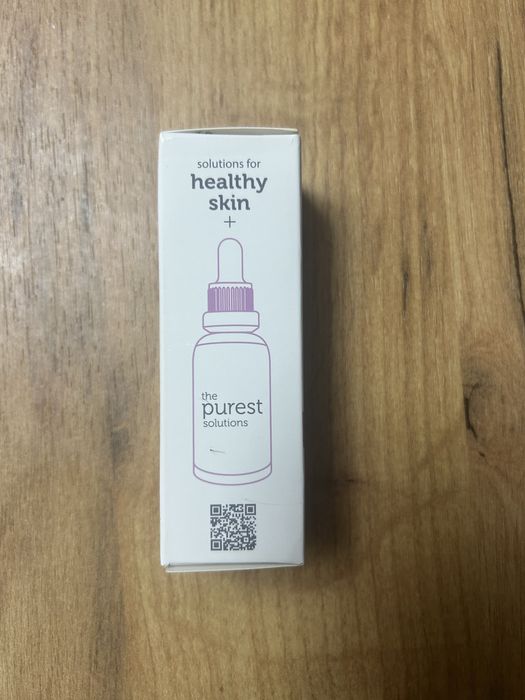 solutions for
healthy
skin
+
the
purest
solutions